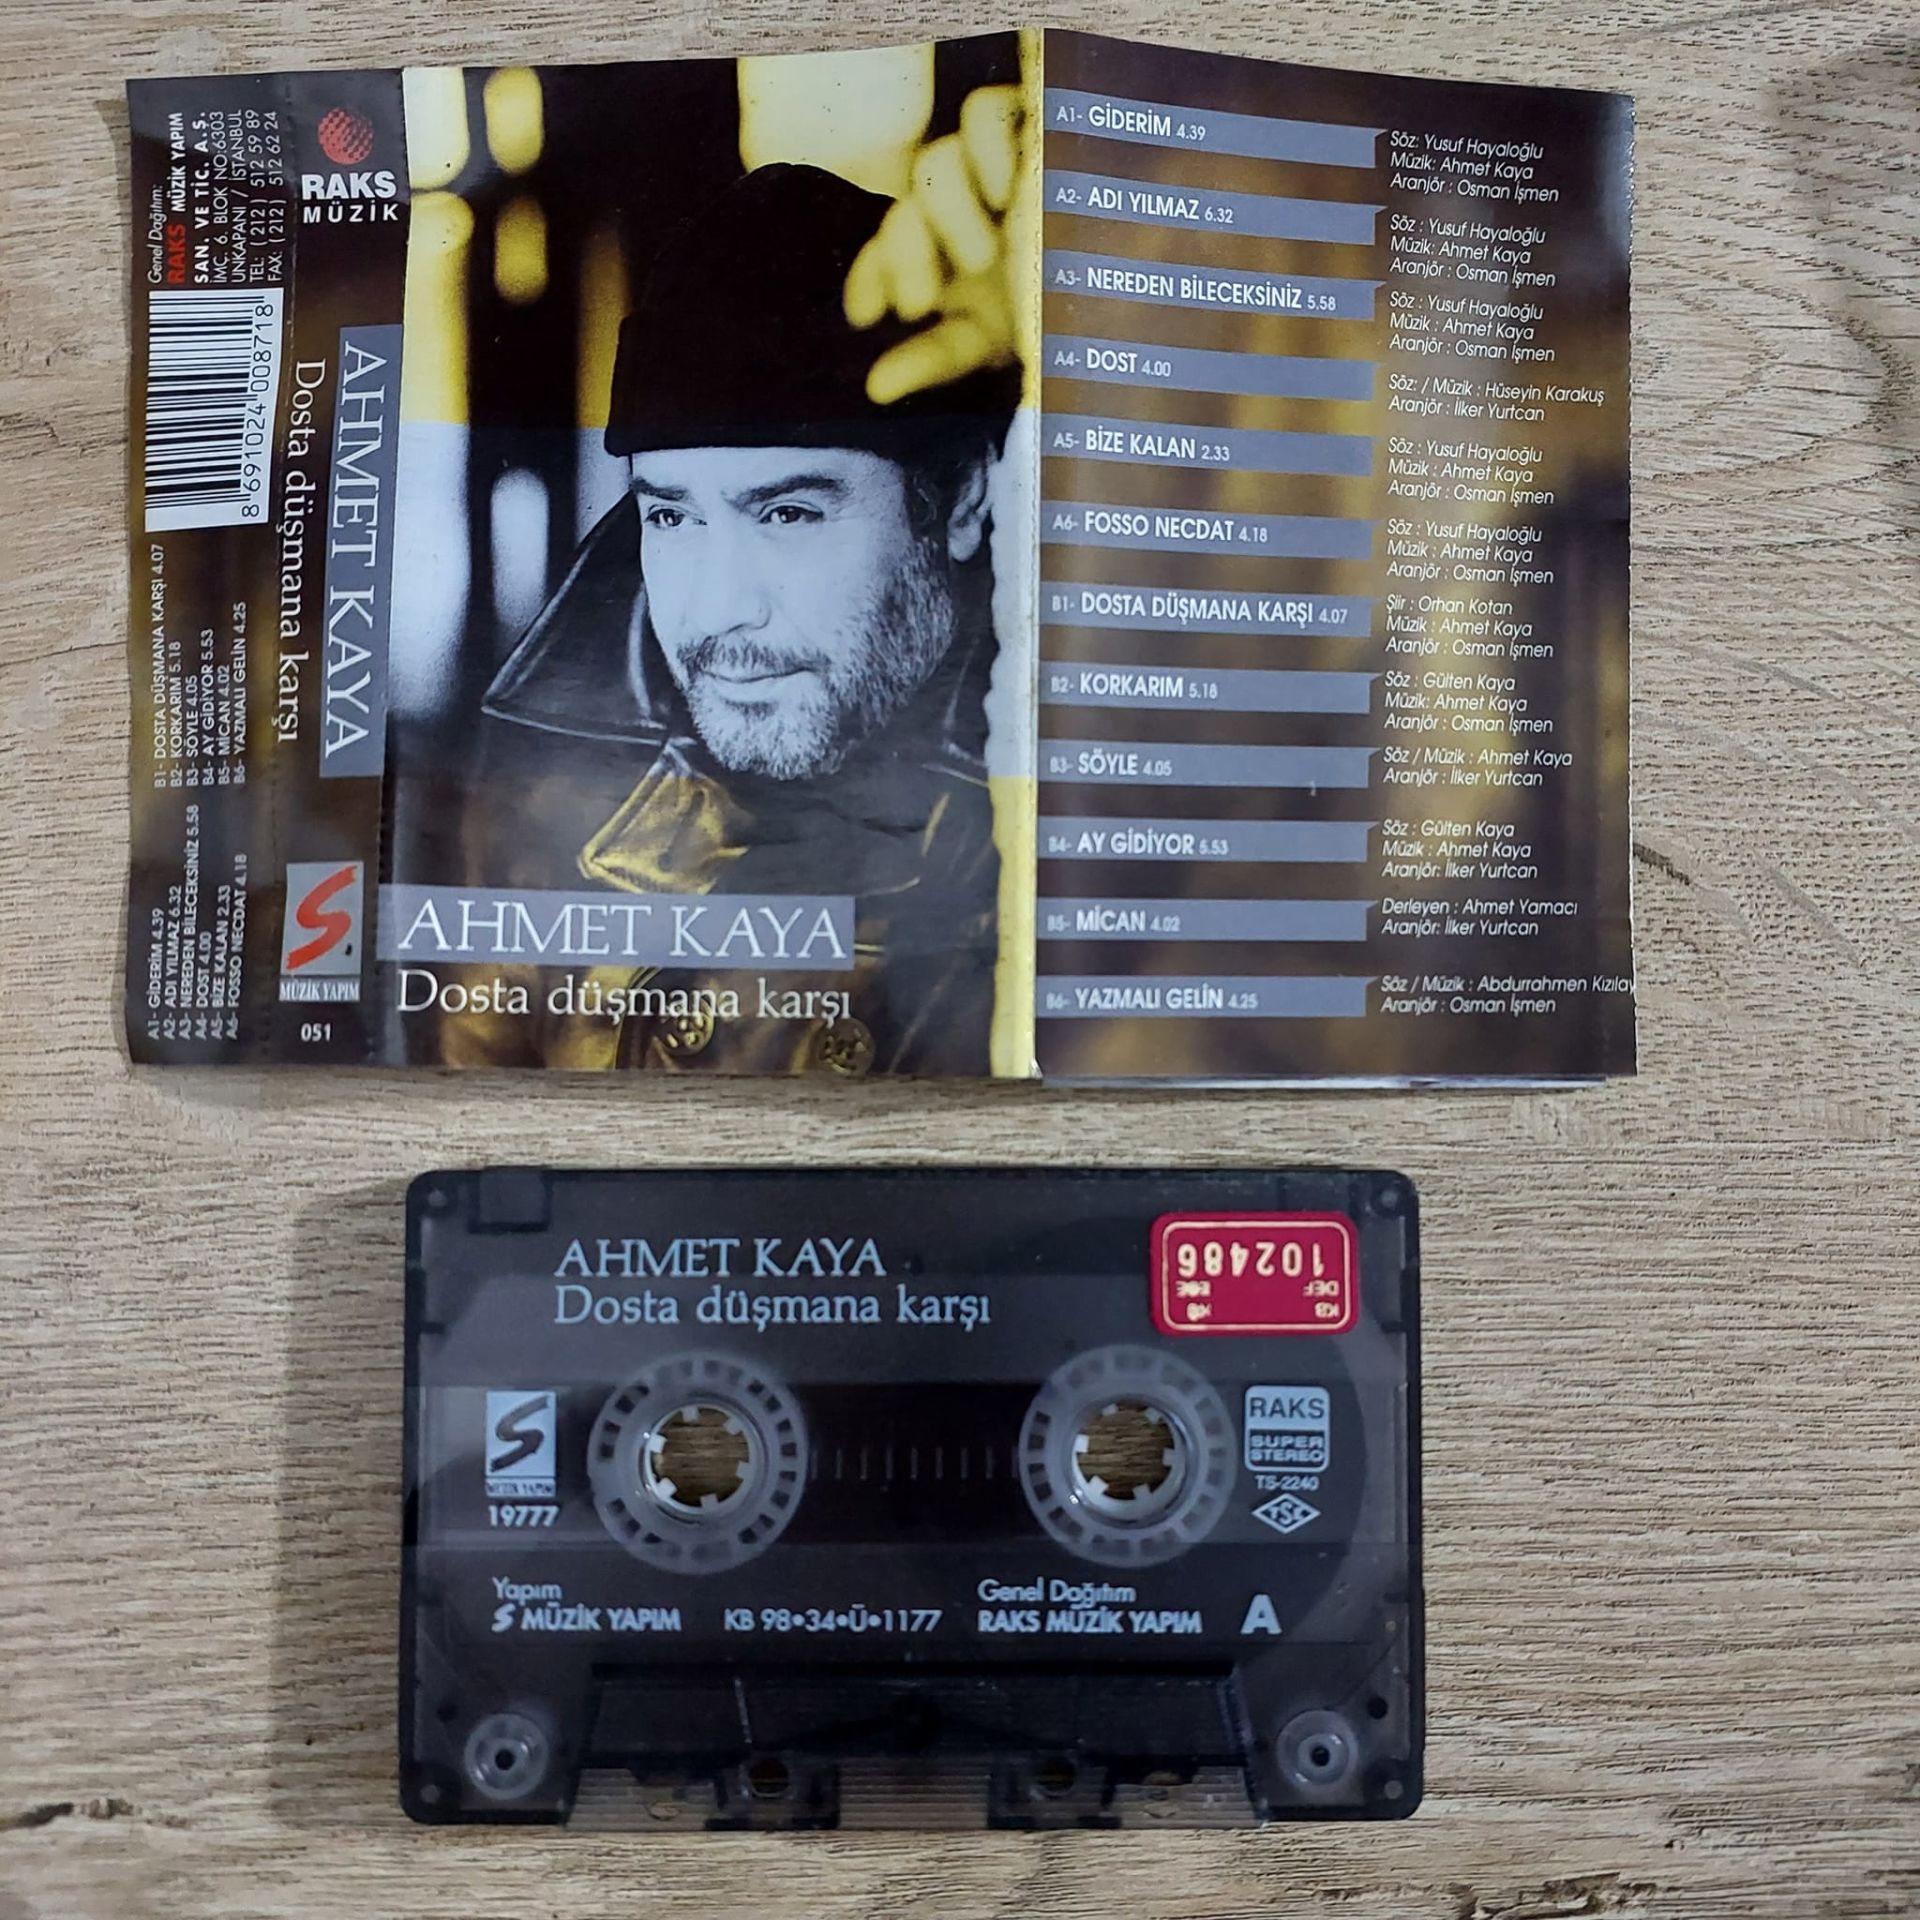 Genel Dağıtım:
RAKS MÜZİK YAPIM
SAN. VE TİC. A.Ş.
İMÇ. 6. BLOK NO:6303
UNKAPANI / İSTANBUL
TEL: (212) 512 59 89
FAX: (212) 512 62 24
8 691024 008718
B1- DOSTA DÜŞMANA KARŞI 4.07
B2- KORKARIM 5.18
B3- SÖYLE 4.05
B4- AY GİDİYOR 5.53
B5- MİCAN 4.02
B6- YAZMALI GELİN 4.25
A1- GİDERİM 4.39
A2- ADI YILMAZ 6.32
A3- NEREDEN BİLECEKSİNİZ 5.58
A4- DOST 4.00
A5- BİZE KALAN 2.33
A6- FOSSO NECDAT 4.18
RAKS
MÜZİK
AHMET KAYA
Dosta düşmana karşı
S.
MÜZİK YAPIM
051
AHMET KAYA
Dosta düşmana karşı
A1- GİDERİM 4.39
Söz: Yusuf Hayaloğlu
Müzik: Ahmet Kaya
Aranjör : Osman İşmen
A2- ADI YILMAZ 6.32
Söz : Yusuf Hayaloğlu
Müzik: Ahmet Kaya
Aranjör : Osman İşmen
A3- NEREDEN BİLECEKSİNİZ 5.58
Söz : Yusuf Hayaloğlu
Müzik : Ahmet Kaya
Aranjör : Osman İşmen
A4- DOST 4.00
Söz: / Müzik : Hüseyin Karakuş
Aranjör : İlker Yurtcan
A5- BİZE KALAN 2.33
Söz : Yusuf Hayaloğlu
Müzik : Ahmet Kaya
Aranjör : Osman İşmen
A6- FOSSO NECDAT 4.18
Söz : Yusuf Hayaloğlu
Müzik : Ahmet Kaya
Aranjör : Osman İşmen
B1- DOSTA DÜŞMANA KARŞI 4.07
Şiir : Orhan Kotan
Müzik : Ahmet Kaya
Aranjör : Osman İşmen
B2- KORKARIM 5.18
Söz : Gülten Kaya
Müzik: Ahmet Kaya
Aranjör : Osman İşmen
B3- SÖYLE 4.05
Söz / Müzik : Ahmet Kaya
Aranjör : İlker Yurtcan
B4- AY GİDİYOR 5.53
Söz : Gülten Kaya
Müzik : Ahmet Kaya
Aranjör: İlker Yurtcan
B5- MİCAN 4.02
Derleyen : Ahmet Yamacı
Aranjör: İlker Yurtcan
B6- YAZMALI GELİN 4.25
Söz / Müzik : Abdurrahmen Kızılay
Aranjör : Osman İşmen
AHMET KAYA
Dosta düşmana karşı
KB
DEF
102486
S
MÜZİK YAPIM
19777
RAKS
SUPER
STEREO
TS-2240
TSE
Yapım
S MÜZİK YAPIM
KB 98•34•Ü•1177
Genel Dağıtım
RAKS MÜZİK YAPIM
A